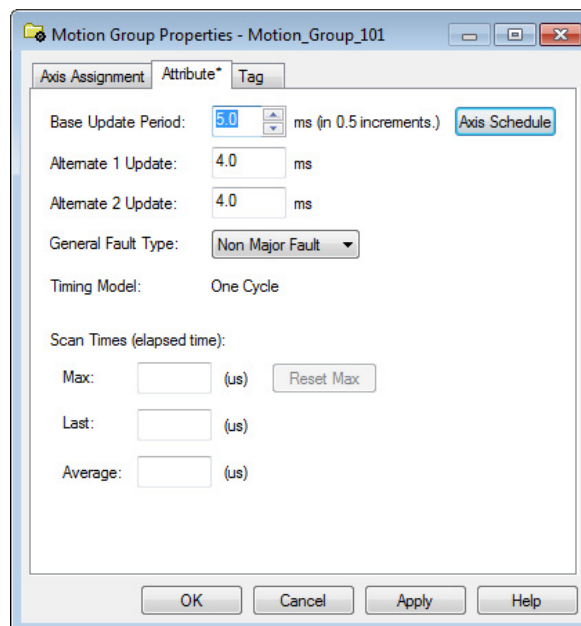 Motion Group Properties - Motion_Group_101
Axis Assignment Attribute* Tag
Base Update Period: 5.0 ms (in 0.5 increments.) Axis Schedule
Alternate 1 Update: 4.0 ms
Alternate 2 Update: 4.0 ms
General Fault Type: Non Major Fault
Timing Model: One Cycle
Scan Times (elapsed time):
Max: (us) Reset Max
Last: (us)
Average: (us)
OK Cancel Apply Help